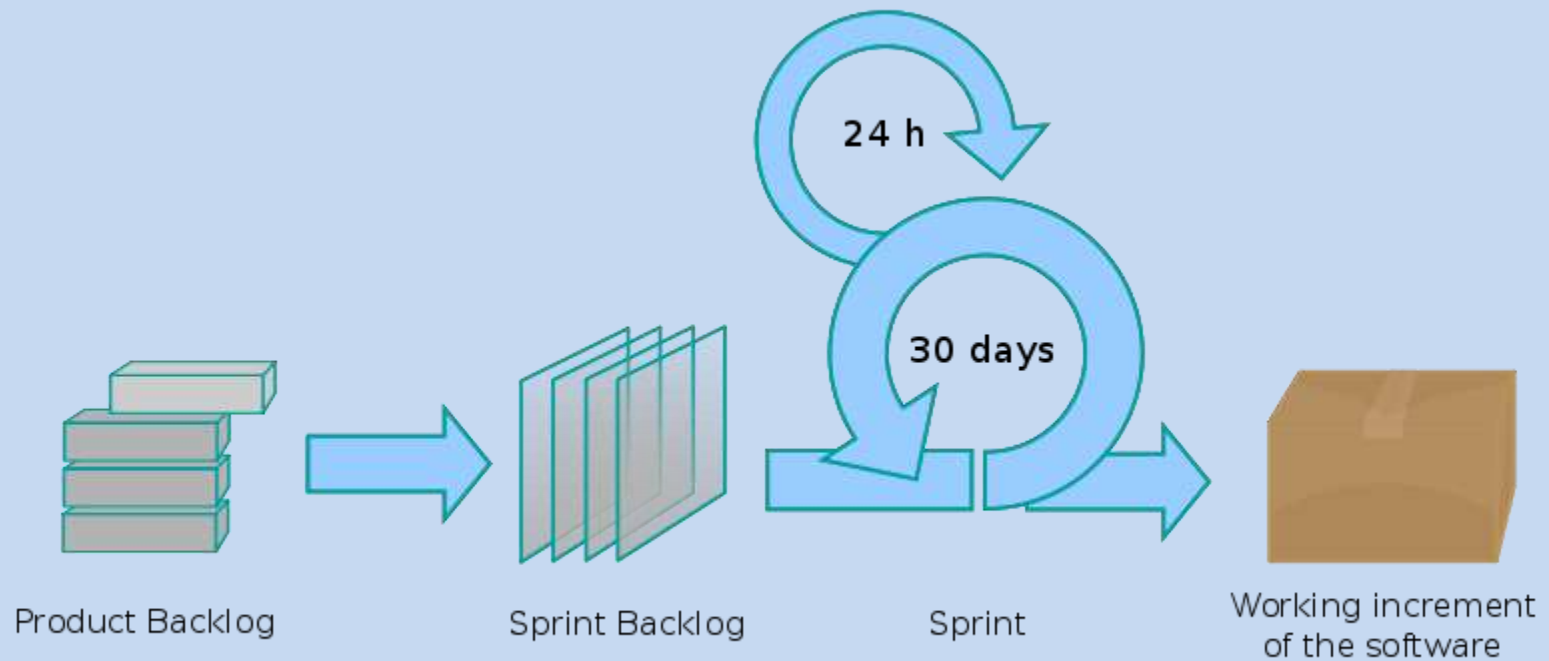 24 h
30 days
Product Backlog
Sprint Backlog
Sprint
Working increment
of the software